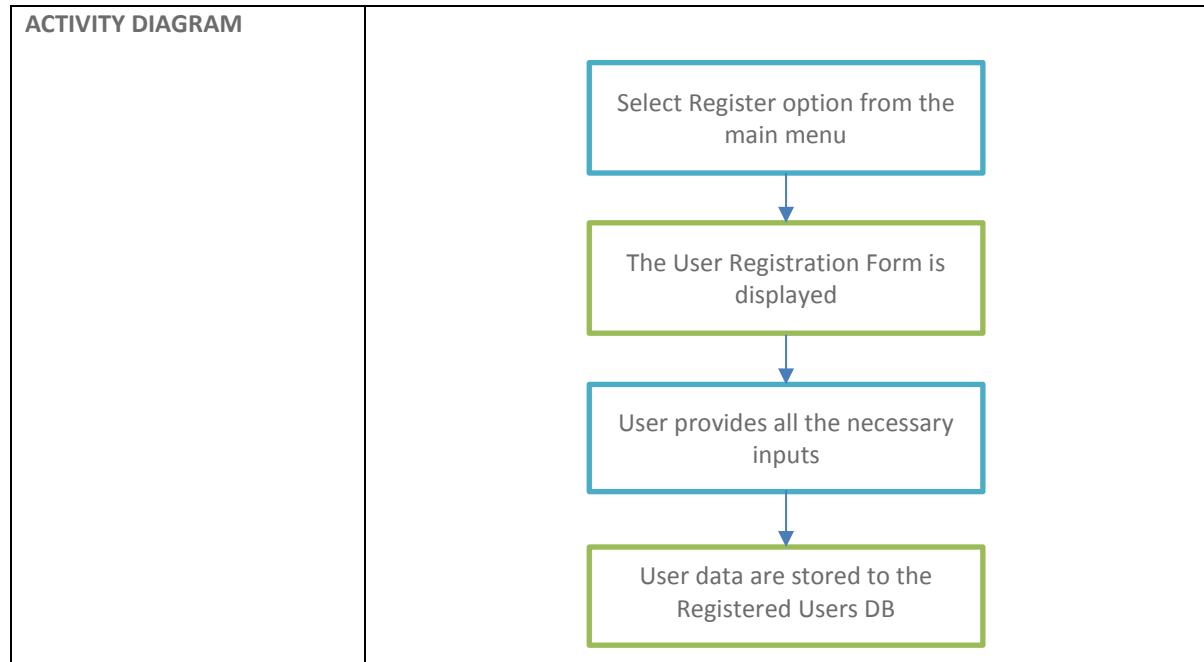 ACTIVITY DIAGRAM
Select Register option from the
main menu
The User Registration Form is
displayed
User provides all the necessary
inputs
User data are stored to the
Registered Users DB